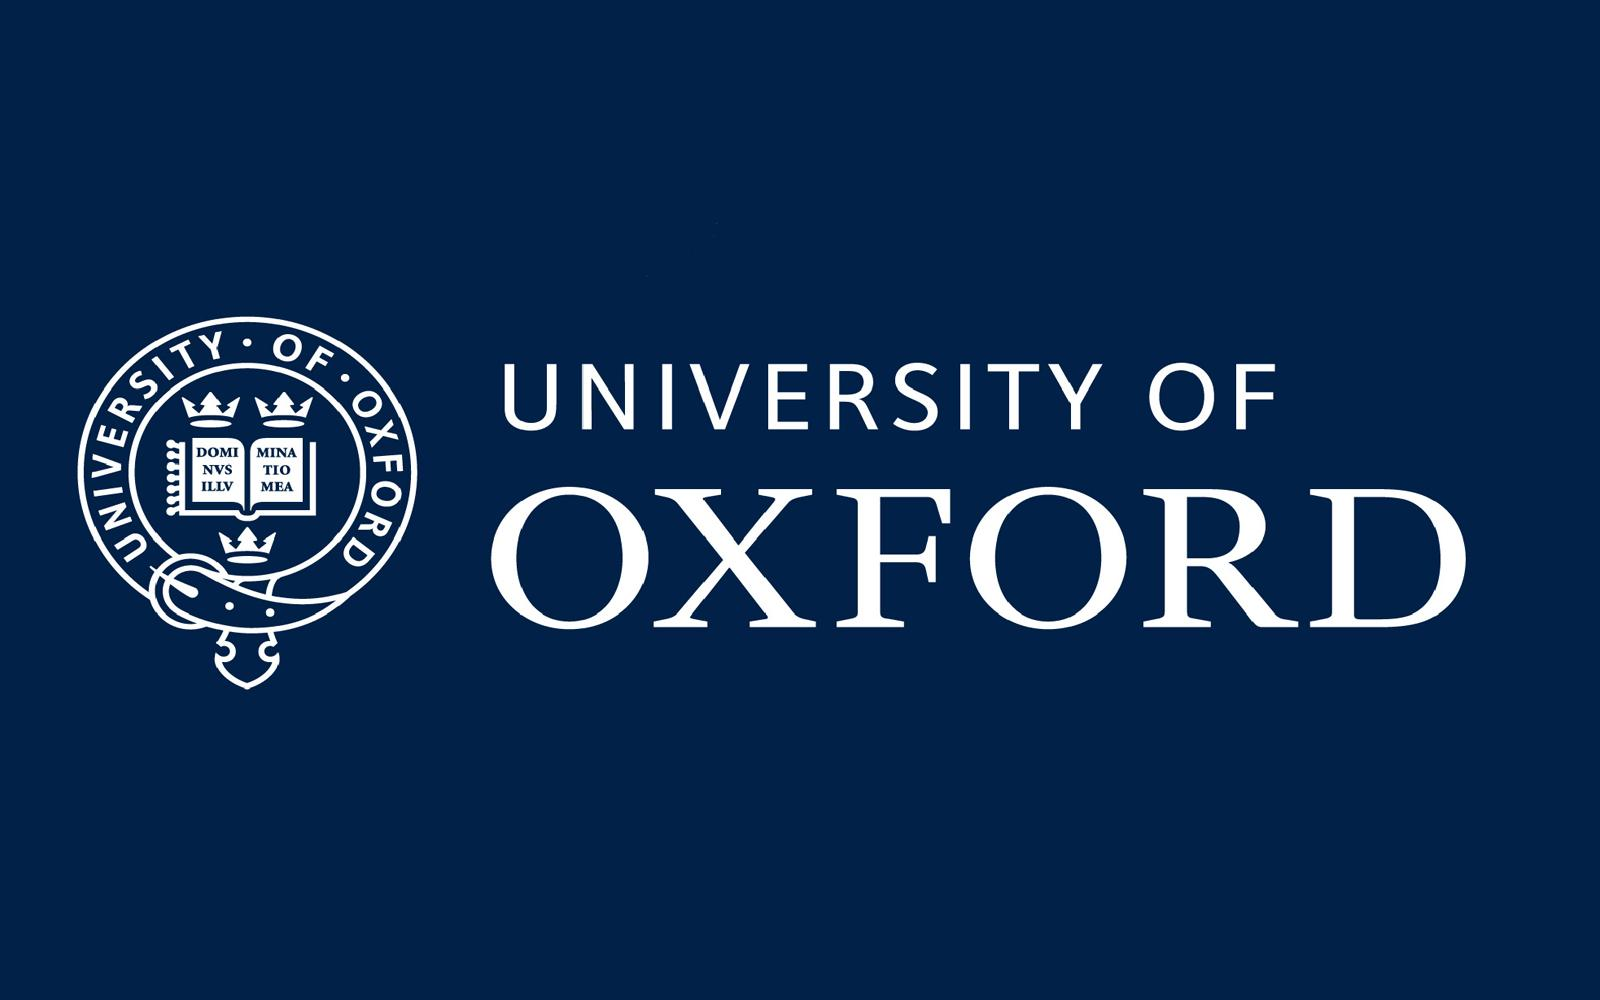 UNIVERSITY · OF · OXFORD
DOMI
NVS
ILLV
MINA
TIO
MEA
UNIVERSITY OF
OXFORD